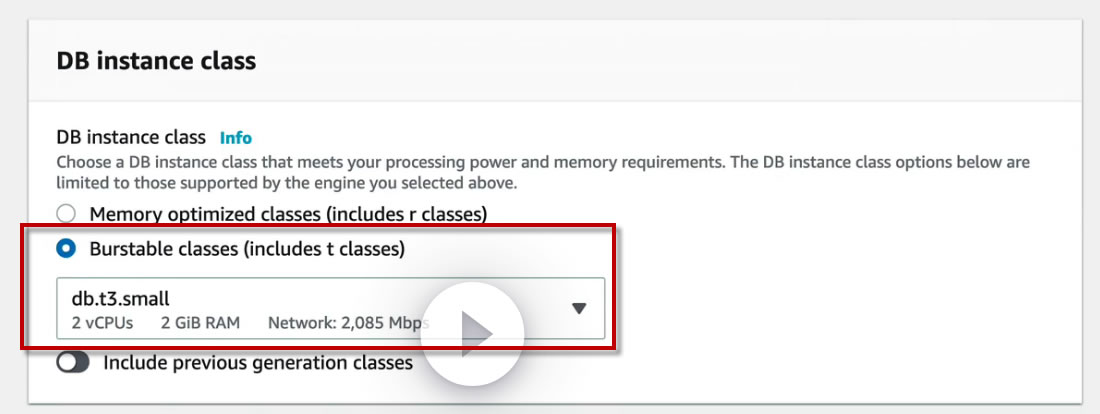 DB instance class
DB instance class Info
Choose a DB instance class that meets your processing power and memory requirements. The DB instance class options below are
limited to those supported by the engine you selected above.
Memory optimized classes (includes r classes)
Burstable classes (includes t classes)
db.t3.small
2 vCPUs 2 GiB RAM Network: 2,085 Mbps
Include previous generation classes